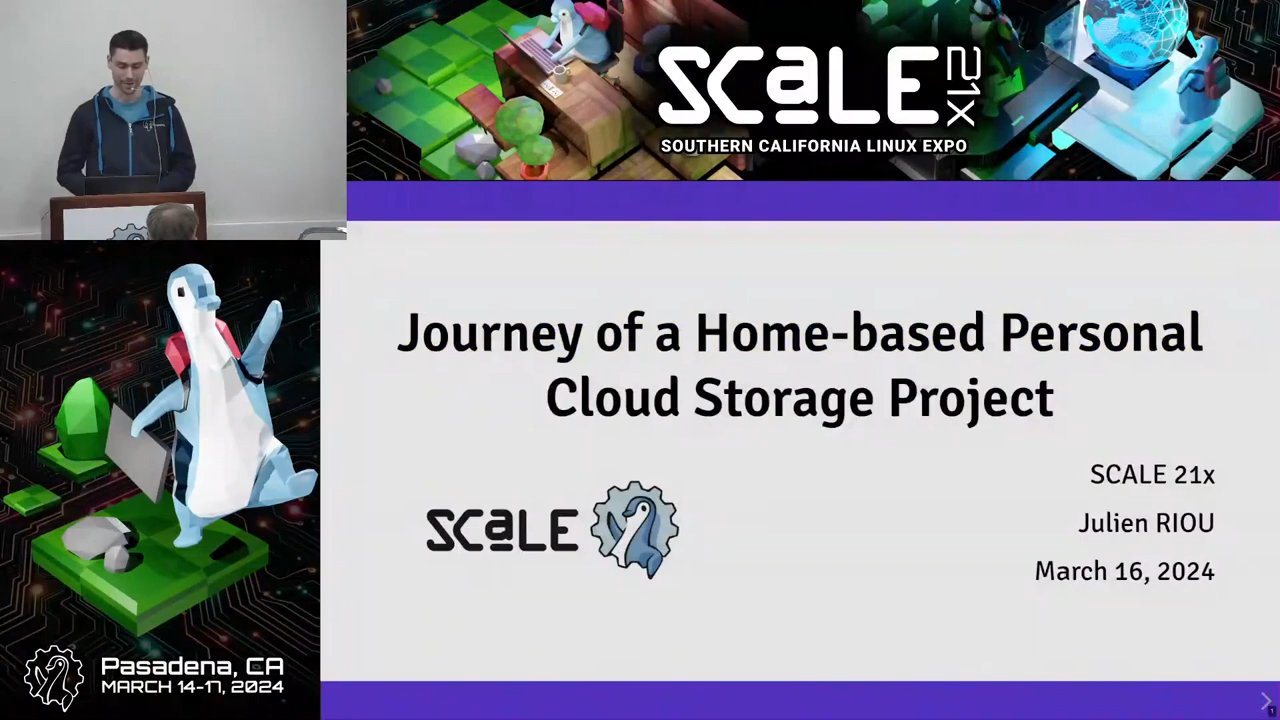 SCALE 21x
SOUTHERN CALIFORNIA LINUX EXPO
Journey of a Home-based Personal
Cloud Storage Project
SCALE
SCALE 21x
Julien RIOU
March 16, 2024
Pasadena, CA
MARCH 14-17, 2024
1